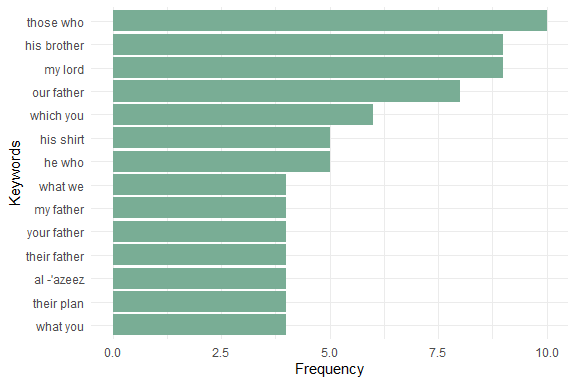 those who
his brother
my lord
our father
which you
his shirt
he who
what we
my father
your father
their father
al -'azeez
their plan
what you
Keywords
0.0 2.5 5.0 7.5 10.0
Frequency